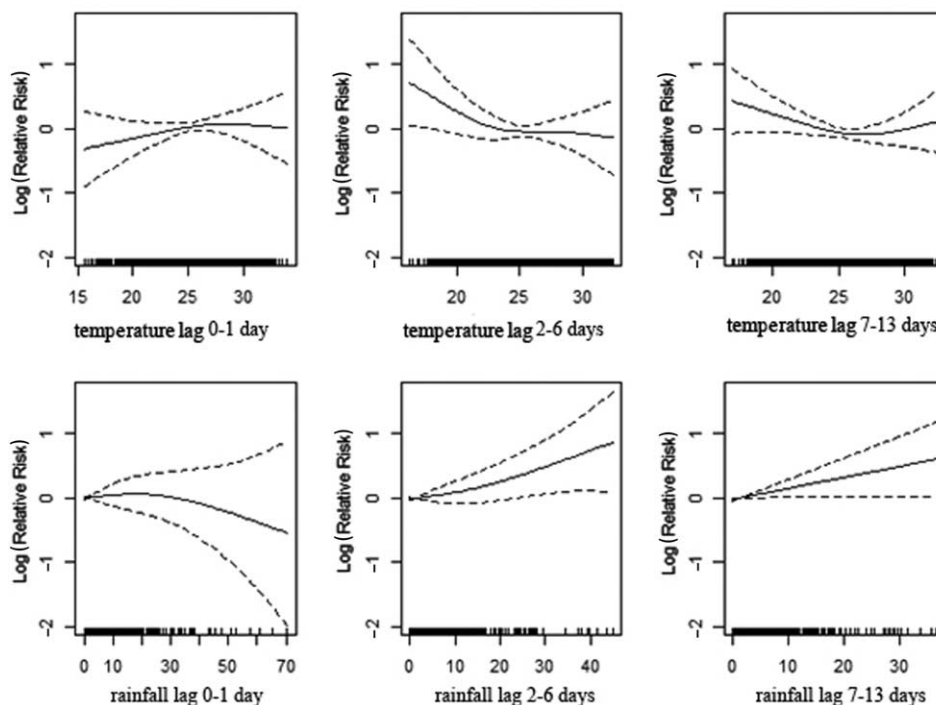 Log (Relative Risk)
1
0
-1
-2
15 20 25 30
temperature lag 0-1 day
Log (Relative Risk)
1
0
-1
-2
20 25 30
temperature lag 2-6 days
Log (Relative Risk)
1
0
-1
-2
20 25 30
temperature lag 7-13 days
Log (Relative Risk)
1
0
-1
-2
0 10 30 50 70
rainfall lag 0-1 day
Log (Relative Risk)
1
0
-1
-2
0 10 20 30 40
rainfall lag 2-6 days
Log (Relative Risk)
1
0
-1
-2
0 10 20 30
rainfall lag 7-13 days